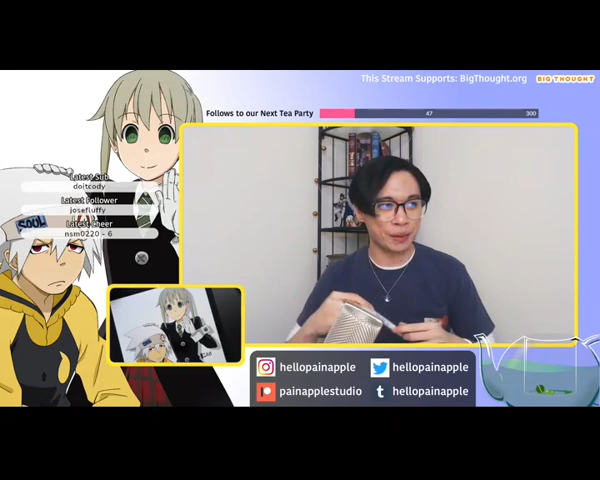 This Stream Supports: BigThought.org
BIG THOUGHT
Follows to our Next Tea Party
47
300
Latest Sub
doitcody
Latest Follower
josefluffy
Latest Cheer
nsm0220 - 6
SOUL
hellopainapple
hellopainapple
painapplestudio
hellopainapple